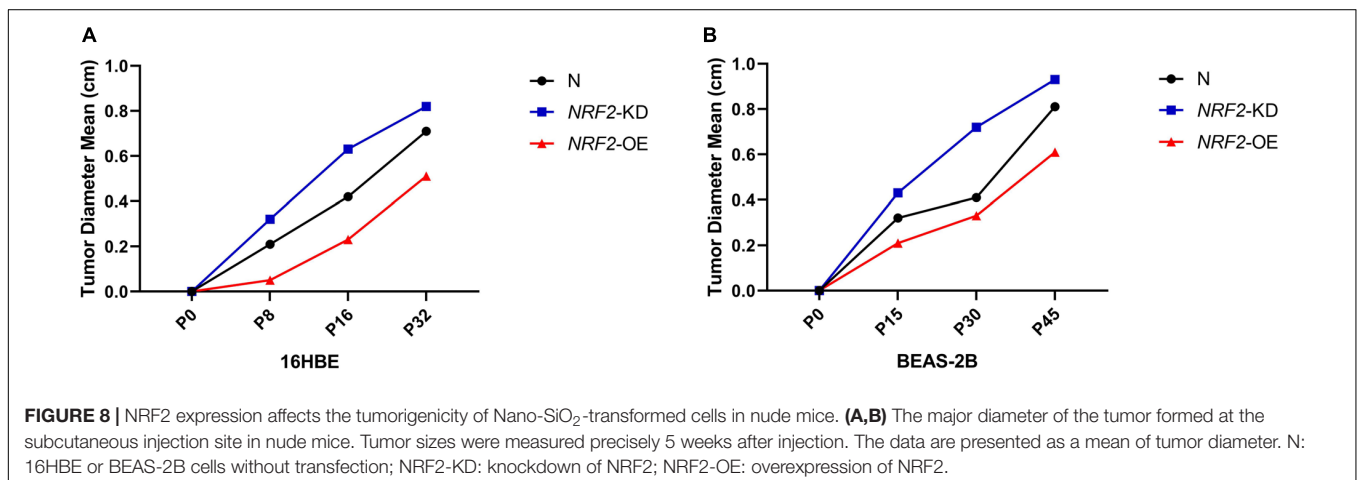 A
Tumor Diameter Mean (cm)
1.0
0.8
0.6
0.4
0.2
0.0
P0
P8
P16
P32
16HBE
N
NRF2-KD
NRF2-OE
B
Tumor Diameter Mean (cm)
1.0
0.8
0.6
0.4
0.2
0.0
P0
P15
P30
P45
BEAS-2B
N
NRF2-KD
NRF2-OE
FIGURE 8 | NRF2 expression affects the tumorigenicity of Nano-SiO₂-transformed cells in nude mice. (A,B) The major diameter of the tumor formed at the
subcutaneous injection site in nude mice. Tumor sizes were measured precisely 5 weeks after injection. The data are presented as a mean of tumor diameter. N:
16HBE or BEAS-2B cells without transfection; NRF2-KD: knockdown of NRF2; NRF2-OE: overexpression of NRF2.